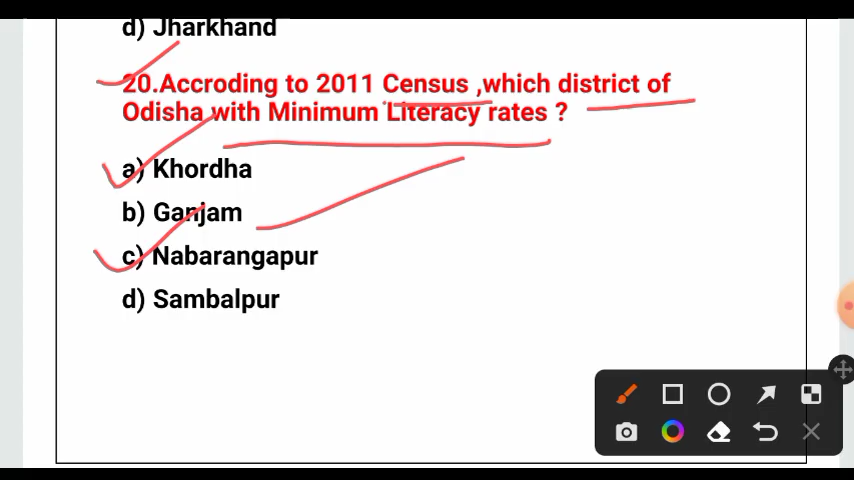 d) Jharkhand
20.Accroding to 2011 Census ,which district of
Odisha with Minimum Literacy rates ?
a) Khordha
b) Ganjam
c) Nabarangapur
d) Sambalpur